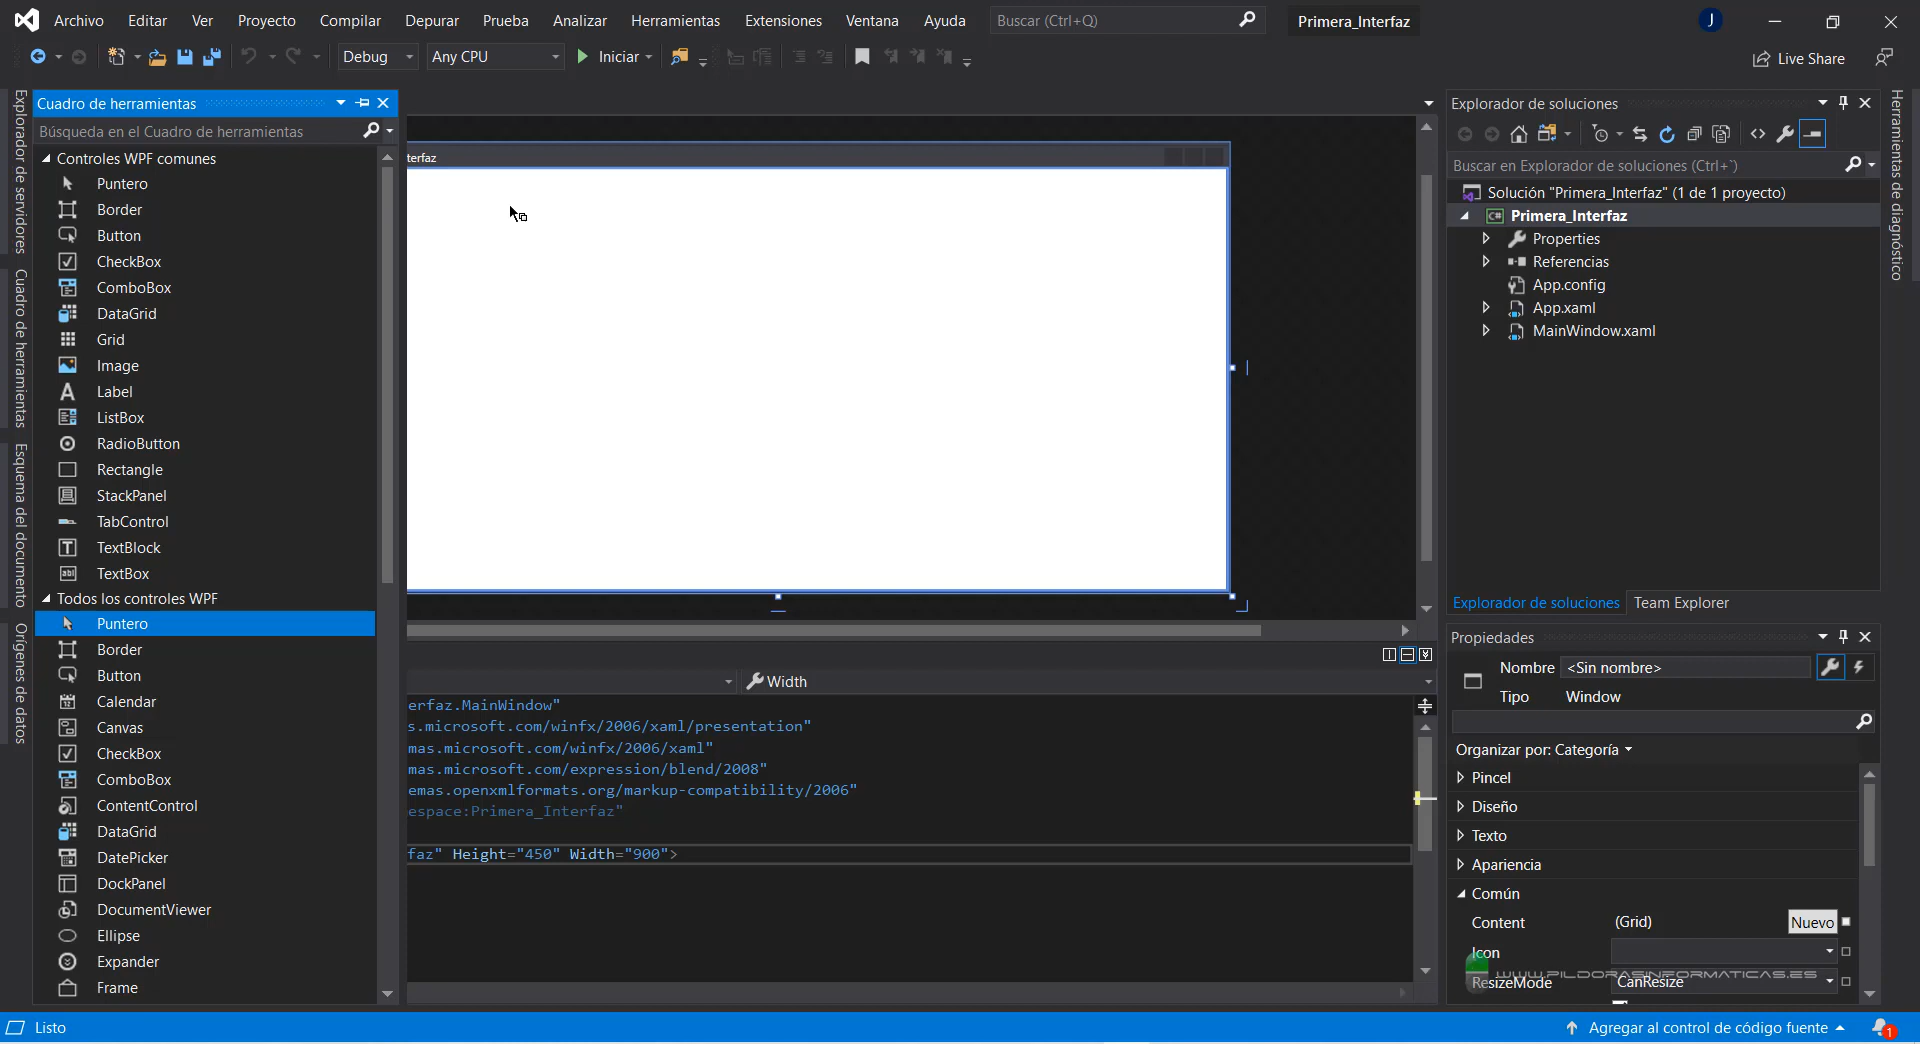 Archivo Editar Ver Proyecto Compilar Depurar Prueba Analizar Herramientas Extensiones Ventana Ayuda Buscar (Ctrl+Q) Primera_Interfaz J
Debug Any CPU Iniciar Live Share
Explorador de servidores
Cuadro de herramientas
Esquema del documento
Orígenes de datos
Cuadro de herramientas
Búsqueda en el Cuadro de herramientas
Controles WPF comunes
Puntero
Border
Button
CheckBox
ComboBox
DataGrid
Grid
Image
Label
ListBox
RadioButton
Rectangle
StackPanel
TabControl
TextBlock
TextBox
Todos los controles WPF
Puntero
Border
Button
Calendar
Canvas
CheckBox
ComboBox
ContentControl
DataGrid
DatePicker
DockPanel
DocumentViewer
Ellipse
Expander
Frame
terfaz
Width
erfaz.MainWindow"
s.microsoft.com/winfx/2006/xaml/presentation"
mas.microsoft.com/winfx/2006/xaml"
mas.microsoft.com/expression/blend/2008"
emas.openxmlformats.org/markup-compatibility/2006"
espace:Primera_Interfaz"
faz" Height="450" Width="900">
Explorador de soluciones
Buscar en Explorador de soluciones (Ctrl+`)
Solución "Primera_Interfaz" (1 de 1 proyecto)
C# Primera_Interfaz
Properties
Referencias
App.config
App.xaml
MainWindow.xaml
Explorador de soluciones Team Explorer
Propiedades
Nombre <Sin nombre>
Tipo Window
Organizar por: Categoría
Pincel
Diseño
Texto
Apariencia
Común
Content (Grid) Nuevo
Icon
WWW.PILDORASINFORMATICAS.ES
ResizeMode CanResize
Herramientas de diagnóstico
Listo Agregar al control de código fuente 1